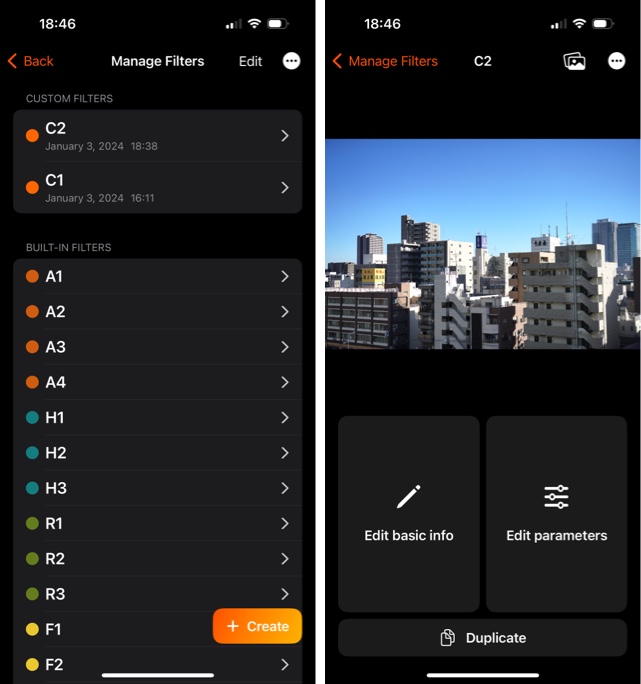 18:46
Back
Manage Filters
Edit
CUSTOM FILTERS
C2
January 3, 2024 18:38
C1
January 3, 2024 16:11
BUILT-IN FILTERS
A1
A2
A3
A4
H1
H2
H3
R1
R2
R3
F1
+ Create
F2
18:46
Manage Filters
C2
Edit basic info
Edit parameters
Duplicate